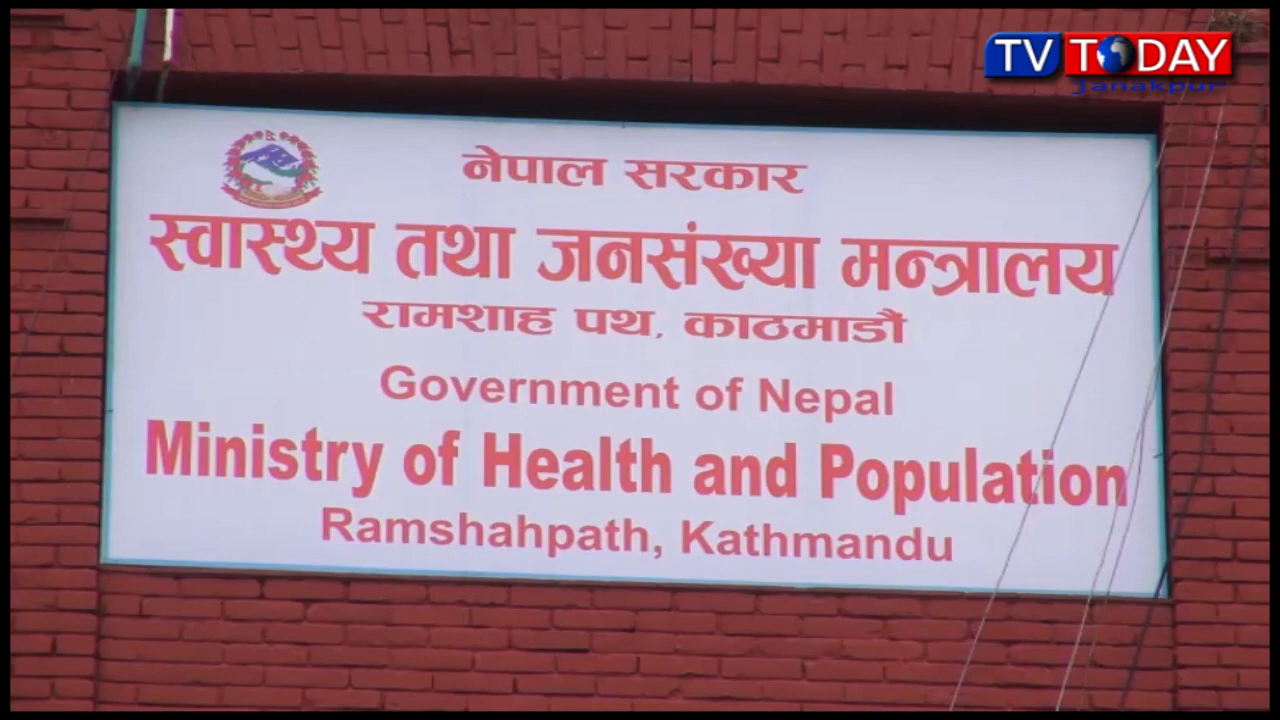 TV TODAY
Janakpur
नेपाल सरकार
स्वास्थ्य तथा जनसंख्या मन्त्रालय
रामशाह पथ, काठमाडौं
Government of Nepal
Ministry of Health and Population
Ramshahpath, Kathmandu